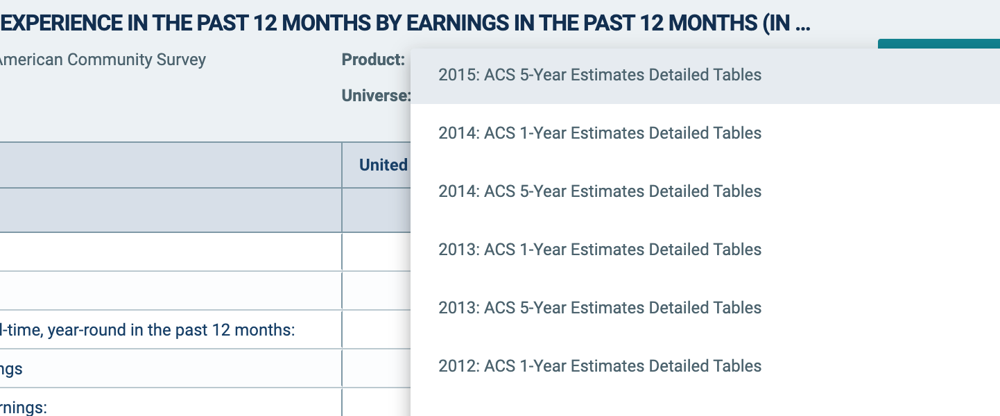 EXPERIENCE IN THE PAST 12 MONTHS BY EARNINGS IN THE PAST 12 MONTHS (IN ...
American Community Survey
Product:
Universe:
United
l-time, year-round in the past 12 months:
ngs
rnings:
2015: ACS 5-Year Estimates Detailed Tables
2014: ACS 1-Year Estimates Detailed Tables
2014: ACS 5-Year Estimates Detailed Tables
2013: ACS 1-Year Estimates Detailed Tables
2013: ACS 5-Year Estimates Detailed Tables
2012: ACS 1-Year Estimates Detailed Tables